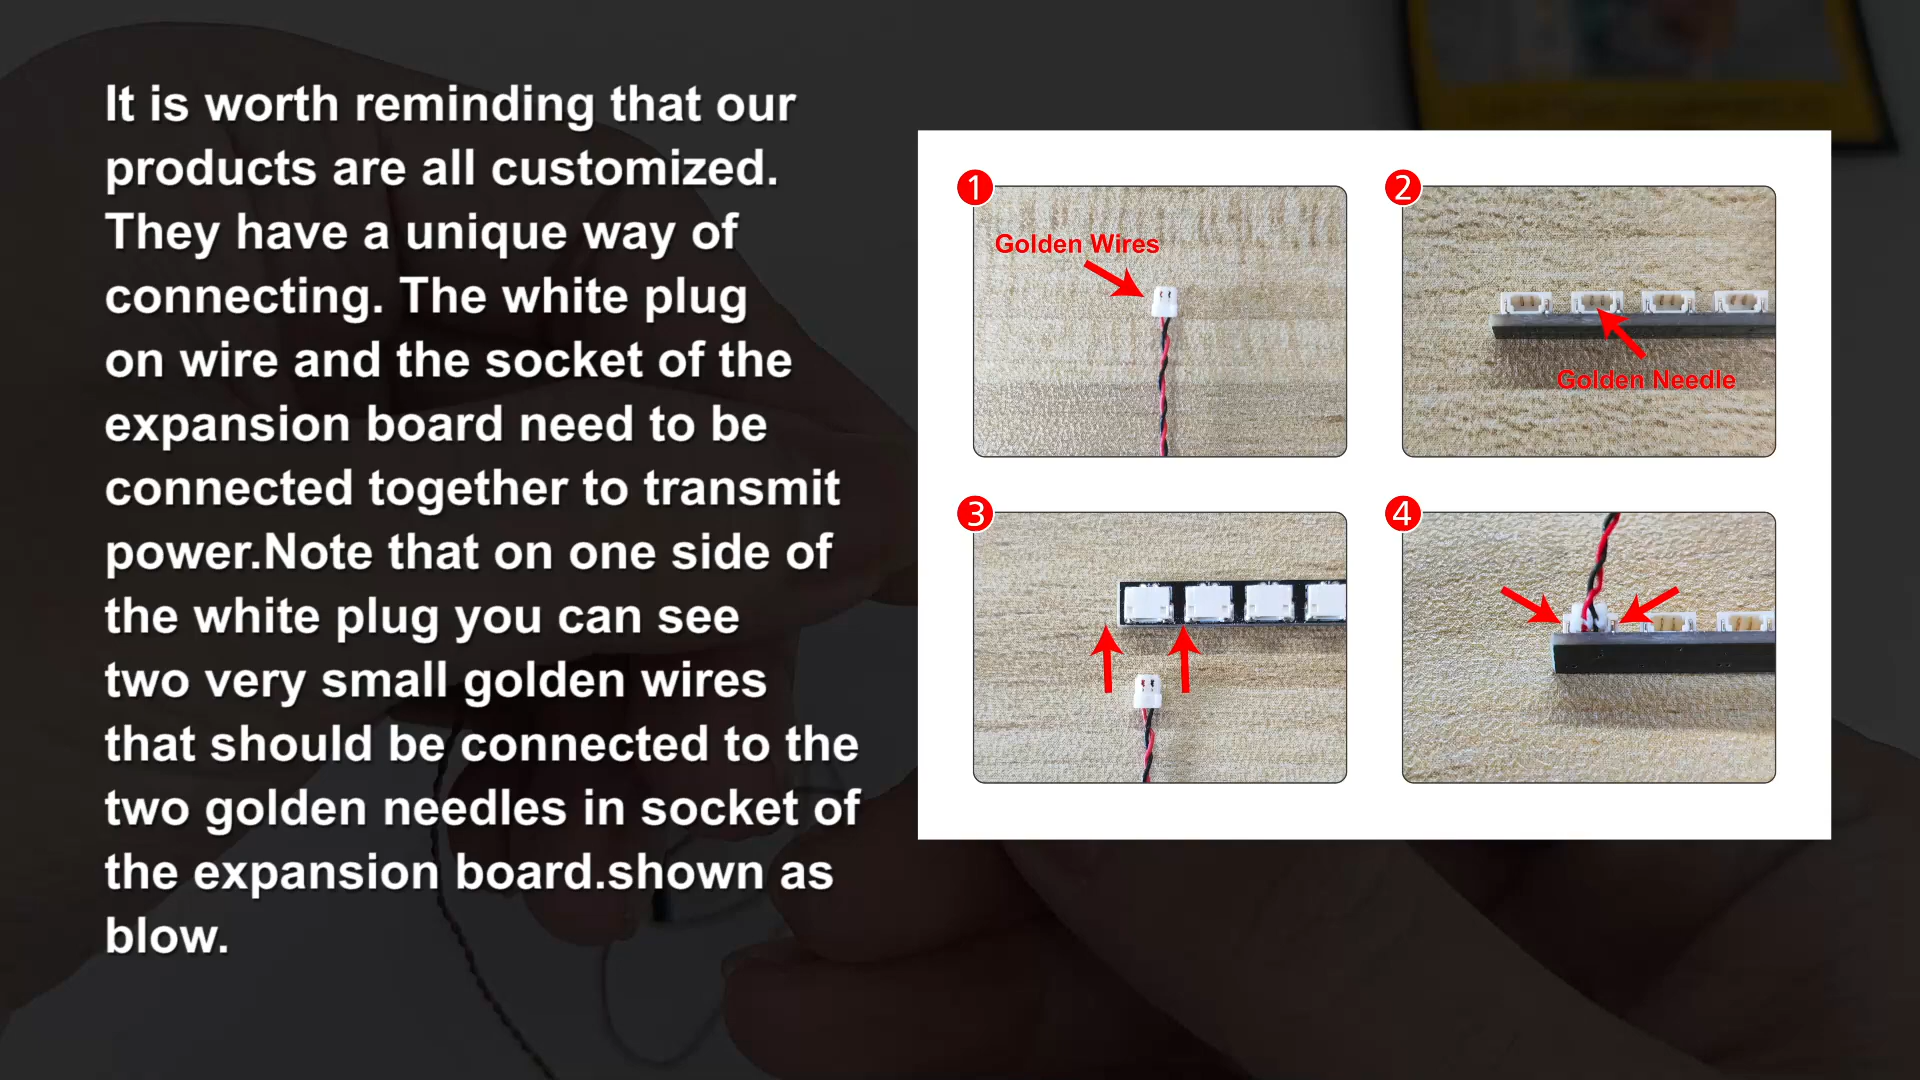 It is worth reminding that our
products are all customized.
They have a unique way of
connecting. The white plug
on wire and the socket of the
expansion board need to be
connected together to transmit
power.Note that on one side of
the white plug you can see
two very small golden wires
that should be connected to the
two golden needles in socket of
the expansion board.shown as
blow.
1
Golden Wires
2
Golden Needle
3
4